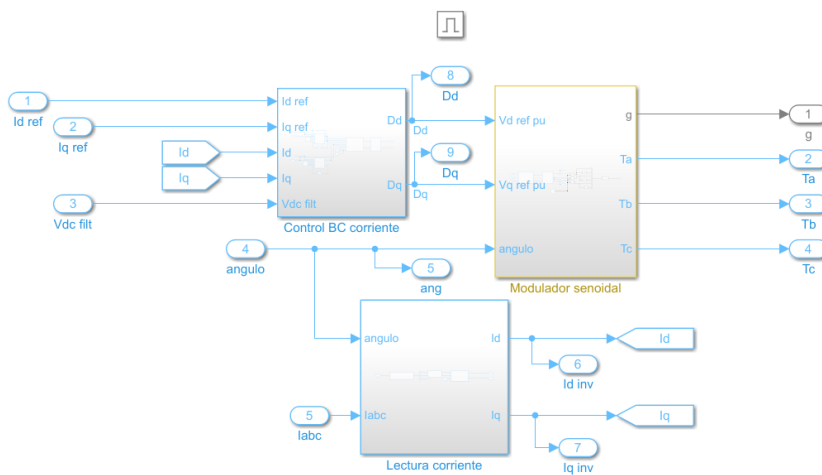 1
Id ref
2
Iq ref
Id
Iq
3
Vdc filt
Id ref
Iq ref
Id
Iq
Vdc filt
Dd
Dq
Control BC corriente
8
Dd
Dd
9
Dq
Dq
Vd ref pu
Vq ref pu
angulo
g
Ta
Tb
Tc
Modulador senoidal
1
g
2
Ta
3
Tb
4
Tc
4
angulo
5
ang
angulo
Iabc
Id
Iq
Lectura corriente
5
Iabc
Id
6
Id inv
Iq
7
Iq inv